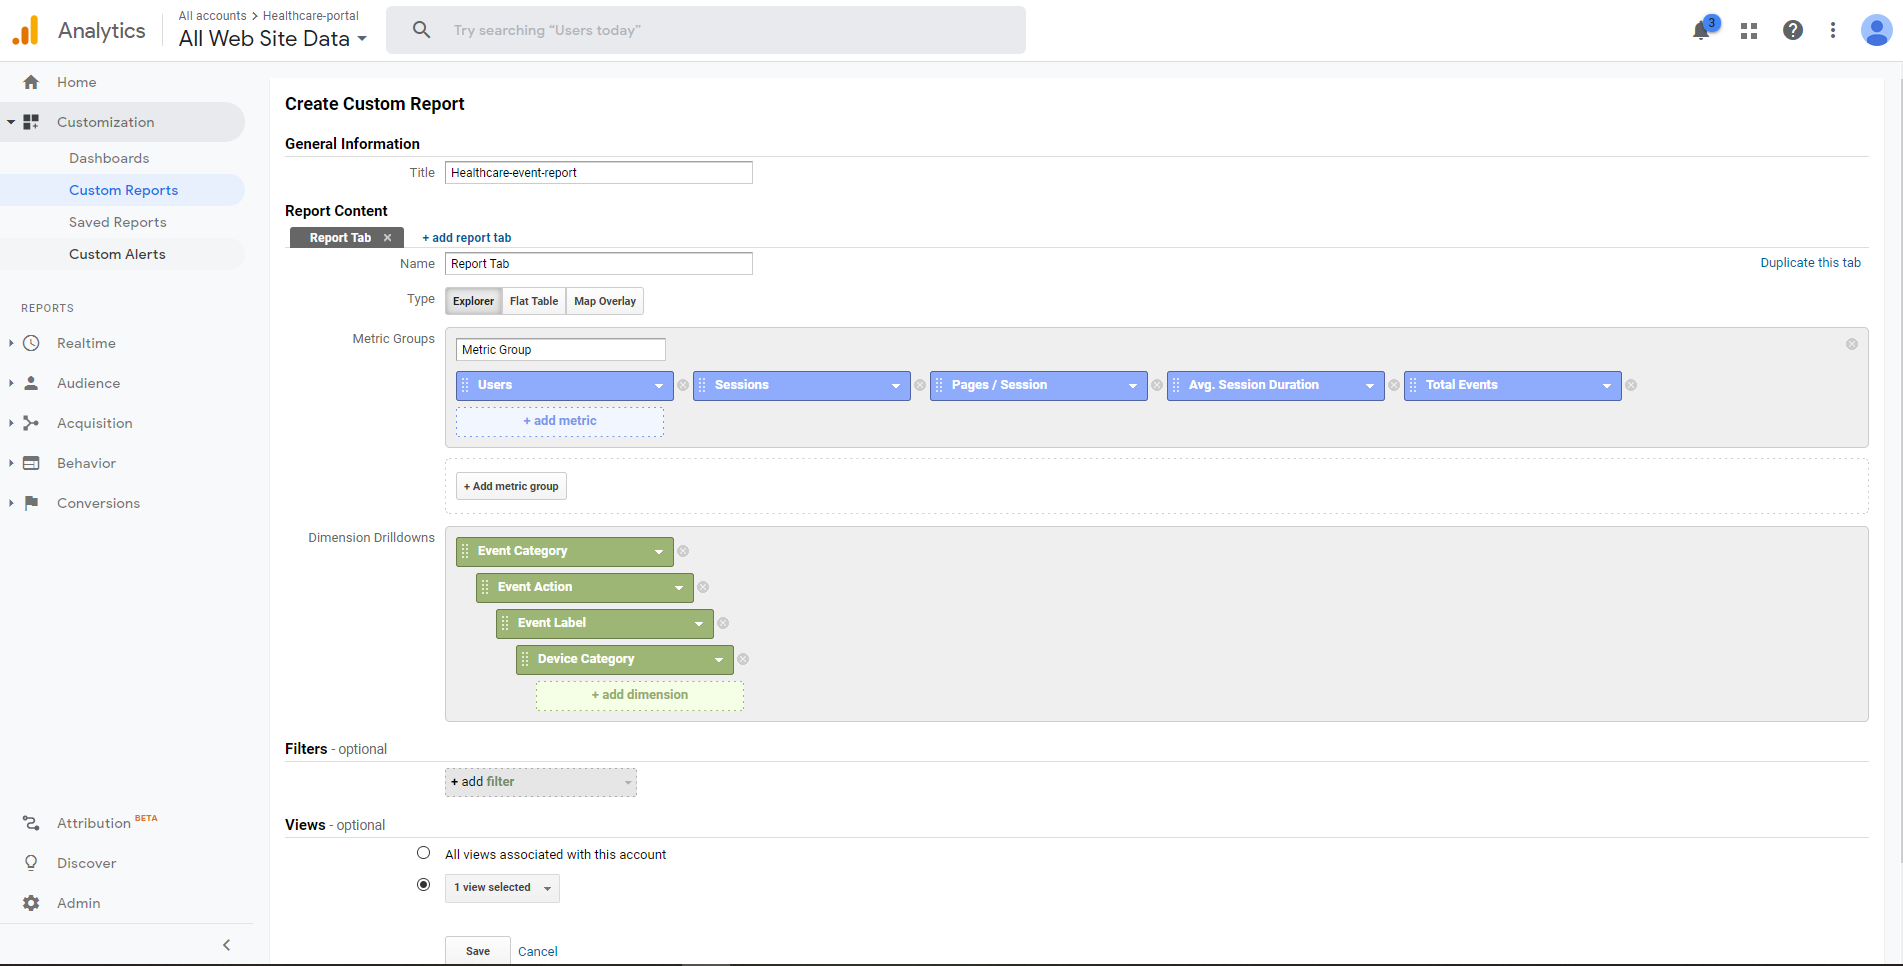 Analytics
All accounts > Healthcare-portal
All Web Site Data
Try searching “Users today”
3
Home
Customization
Dashboards
Custom Reports
Saved Reports
Custom Alerts
REPORTS
Realtime
Audience
Acquisition
Behavior
Conversions
Attribution BETA
Discover
Admin
Create Custom Report
General Information
Title Healthcare-event-report
Report Content
Report Tab + add report tab
Name Report Tab Duplicate this tab
Type Explorer Flat Table Map Overlay
Metric Groups
Metric Group
Users Sessions Pages / Session Avg. Session Duration Total Events
+ add metric
+ Add metric group
Dimension Drilldowns
Event Category
Event Action
Event Label
Device Category
+ add dimension
Filters - optional
+ add filter
Views - optional
All views associated with this account
1 view selected
Save Cancel